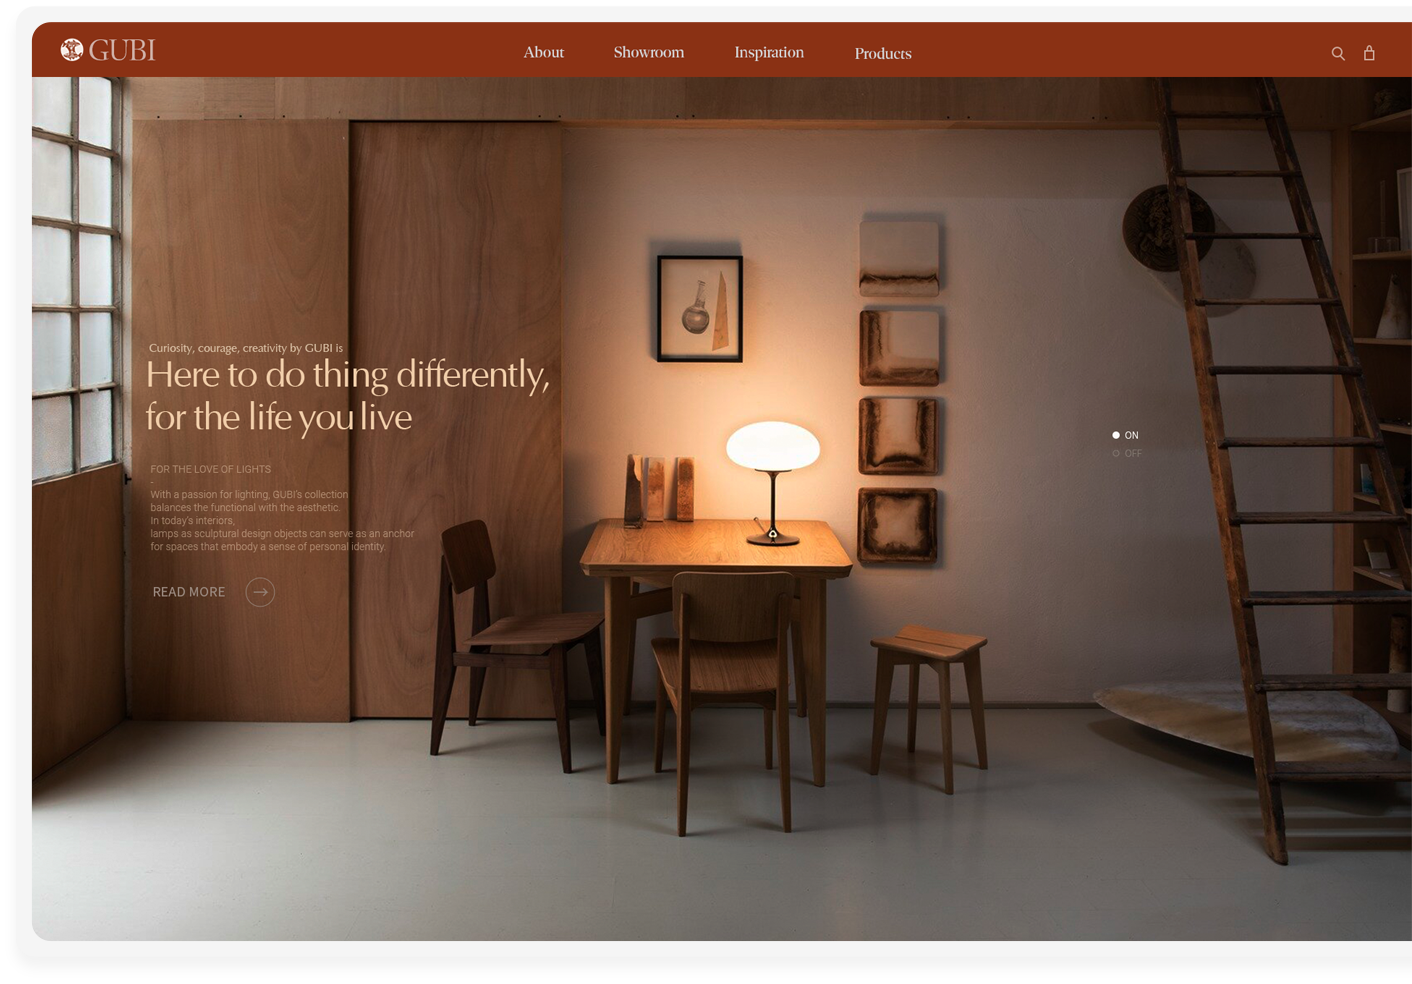 GUBI
About
Showroom
Inspiration
Products
Curiosity, courage, creativity by GUBI is
Here to do thing differently,
for the life you live
FOR THE LOVE OF LIGHTS
-
With a passion for lighting, GUBI's collection
balances the functional with the aesthetic.
In today's interiors,
lamps as sculptural design objects can serve as an anchor
for spaces that embody a sense of personal identity.
READ MORE
ON
OFF